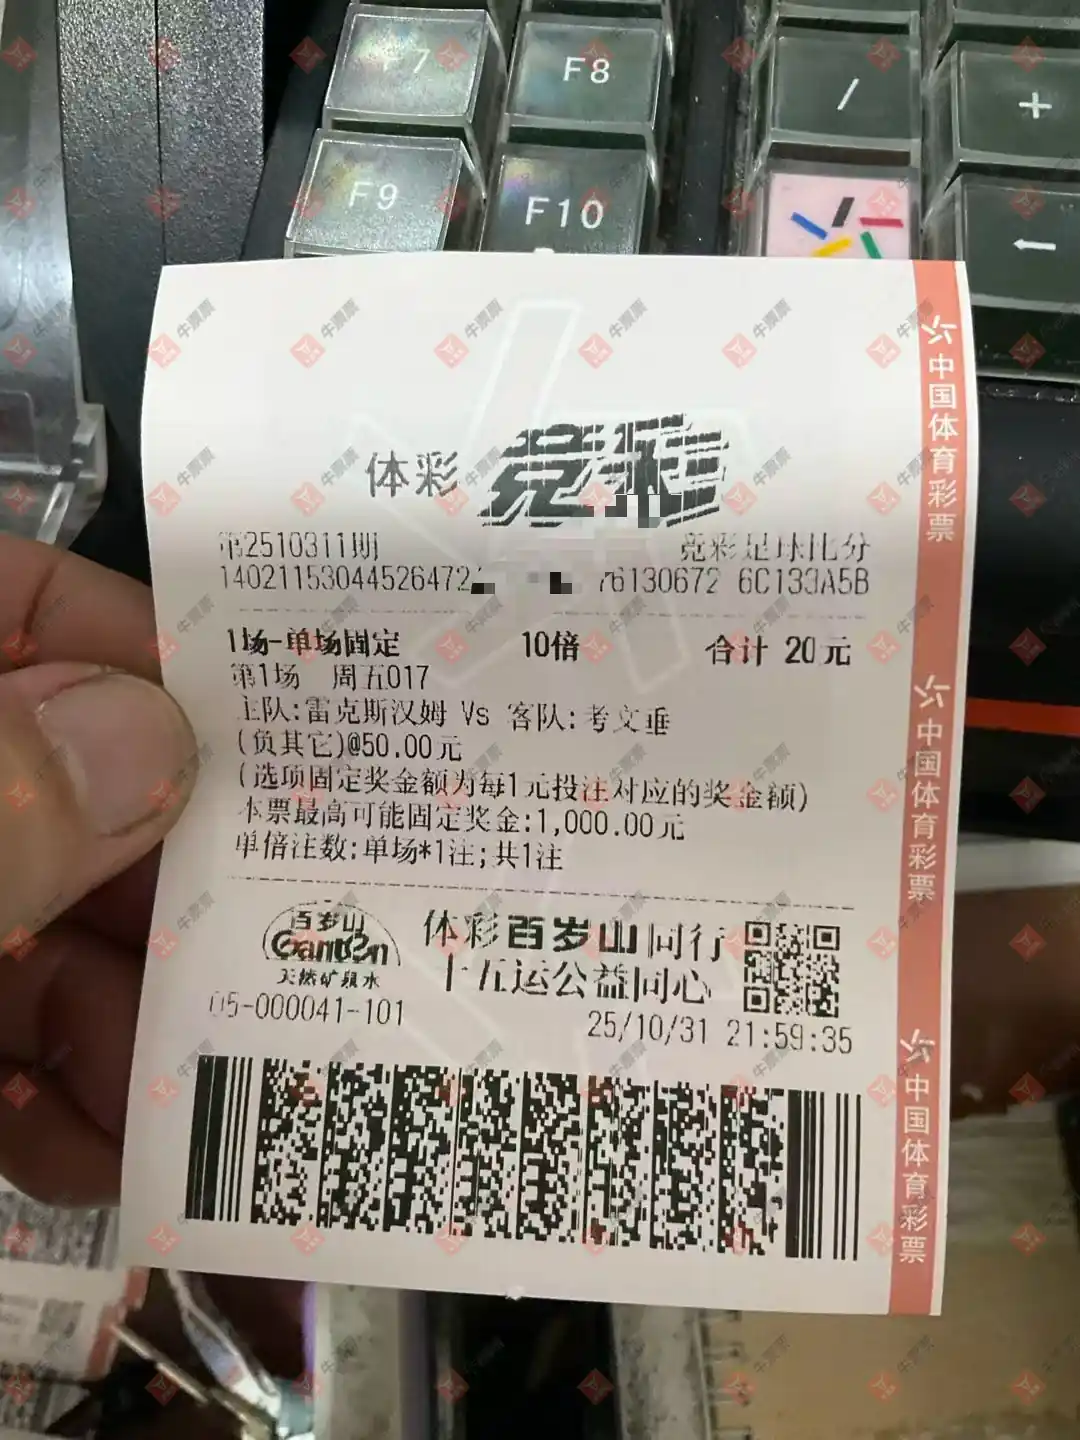 F7
F8
/
+
F9
F10
←
体彩 竞彩
第2510311期 竞彩足球比分
76130672 6C133A5B
1场-单场固定 10倍 合计 20元
第1场 周五017
主队:雷克斯汉姆 Vs 客队:考文垂
(负其它)@50.00元
(选项固定奖金额为每1元投注对应的奖金额)
本票最高可能固定奖金:1,000.00元
单倍注数:单场*1注;共1注
百岁山
Ganten
天然矿泉水
体彩百岁山同行
十五运公益同心
05-000041-101 25/10/31 21:59:35
中国体育彩票
中国体育彩票
中国体育彩票
牛票票